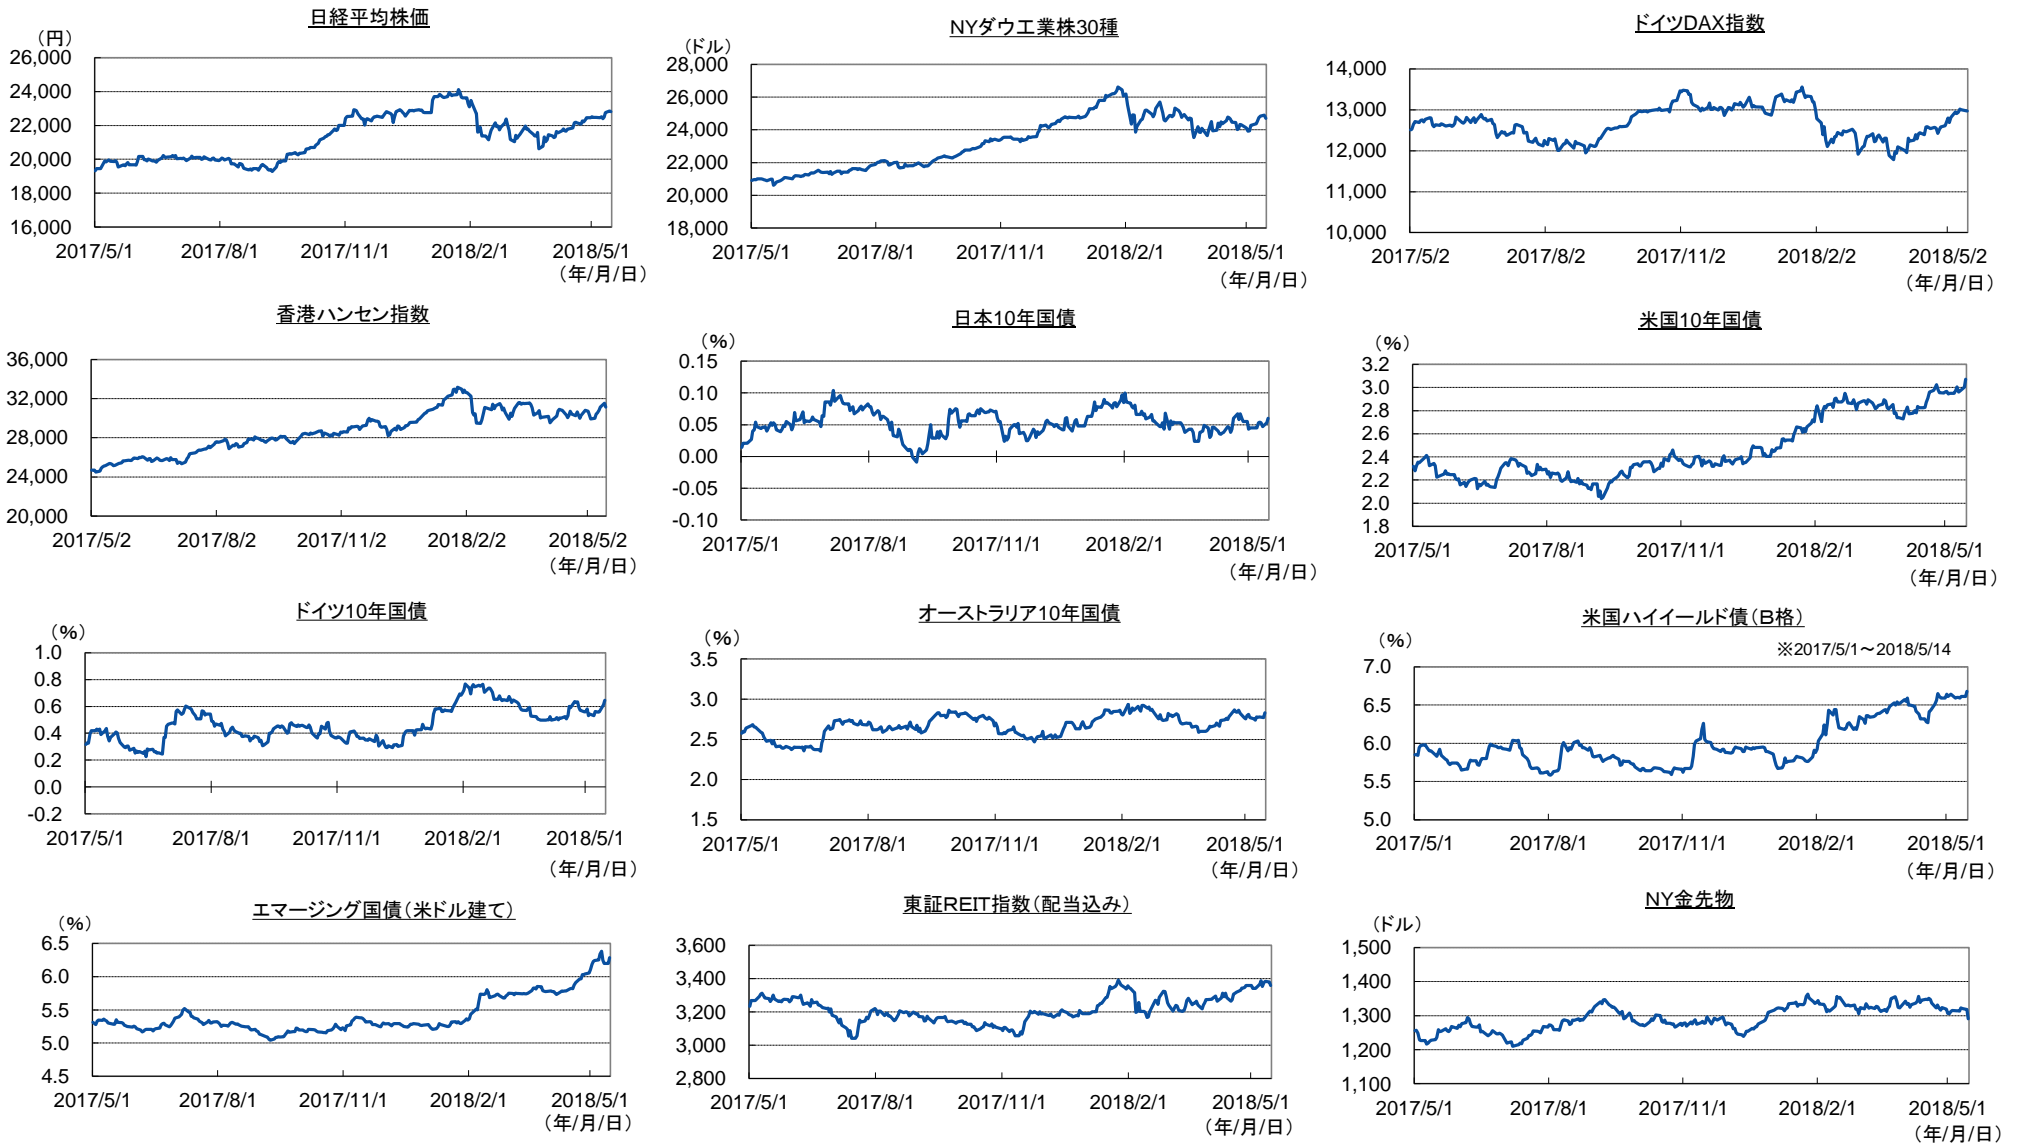 日経平均株価
（円）
26,000
24,000
22,000
20,000
18,000
16,000
2017/5/1 2017/8/1 2017/11/1 2018/2/1 2018/5/1
（年/月/日）
NYダウ工業株30種
（ドル）
28,000
26,000
24,000
22,000
20,000
18,000
2017/5/1 2017/8/1 2017/11/1 2018/2/1 2018/5/1
（年/月/日）
ドイツDAX指数
14,000
13,000
12,000
11,000
10,000
2017/5/2 2017/8/2 2017/11/2 2018/2/2 2018/5/2
（年/月/日）
香港ハンセン指数
36,000
32,000
28,000
24,000
20,000
2017/5/2 2017/8/2 2017/11/2 2018/2/2 2018/5/2
（年/月/日）
日本10年国債
（%）
0.15
0.10
0.05
0.00
-0.05
-0.10
2017/5/1 2017/8/1 2017/11/1 2018/2/1 2018/5/1
（年/月/日）
米国10年国債
（%）
3.2
3.0
2.8
2.6
2.4
2.2
2.0
1.8
2017/5/1 2017/8/1 2017/11/1 2018/2/1 2018/5/1
（年/月/日）
ドイツ10年国債
（%）
1.0
0.8
0.6
0.4
0.2
0.0
-0.2
2017/5/1 2017/8/1 2017/11/1 2018/2/1 2018/5/1
（年/月/日）
オーストラリア10年国債
（%）
3.5
3.0
2.5
2.0
1.5
2017/5/1 2017/8/1 2017/11/1 2018/2/1 2018/5/1
（年/月/日）
米国ハイイールド債（Ｂ格）
（%）
※2017/5/1～2018/5/14
7.0
6.5
6.0
5.5
5.0
2017/5/1 2017/8/1 2017/11/1 2018/2/1 2018/5/1
（年/月/日）
エマージング国債（米ドル建て）
（%）
6.5
6.0
5.5
5.0
4.5
2017/5/1 2017/8/1 2017/11/1 2018/2/1 2018/5/1
（年/月/日）
東証REIT指数（配当込み）
3,600
3,400
3,200
3,000
2,800
2017/5/1 2017/8/1 2017/11/1 2018/2/1 2018/5/1
（年/月/日）
NY金先物
（ドル）
1,500
1,400
1,300
1,200
1,100
2017/5/1 2017/8/1 2017/11/1 2018/2/1 2018/5/1
（年/月/日）